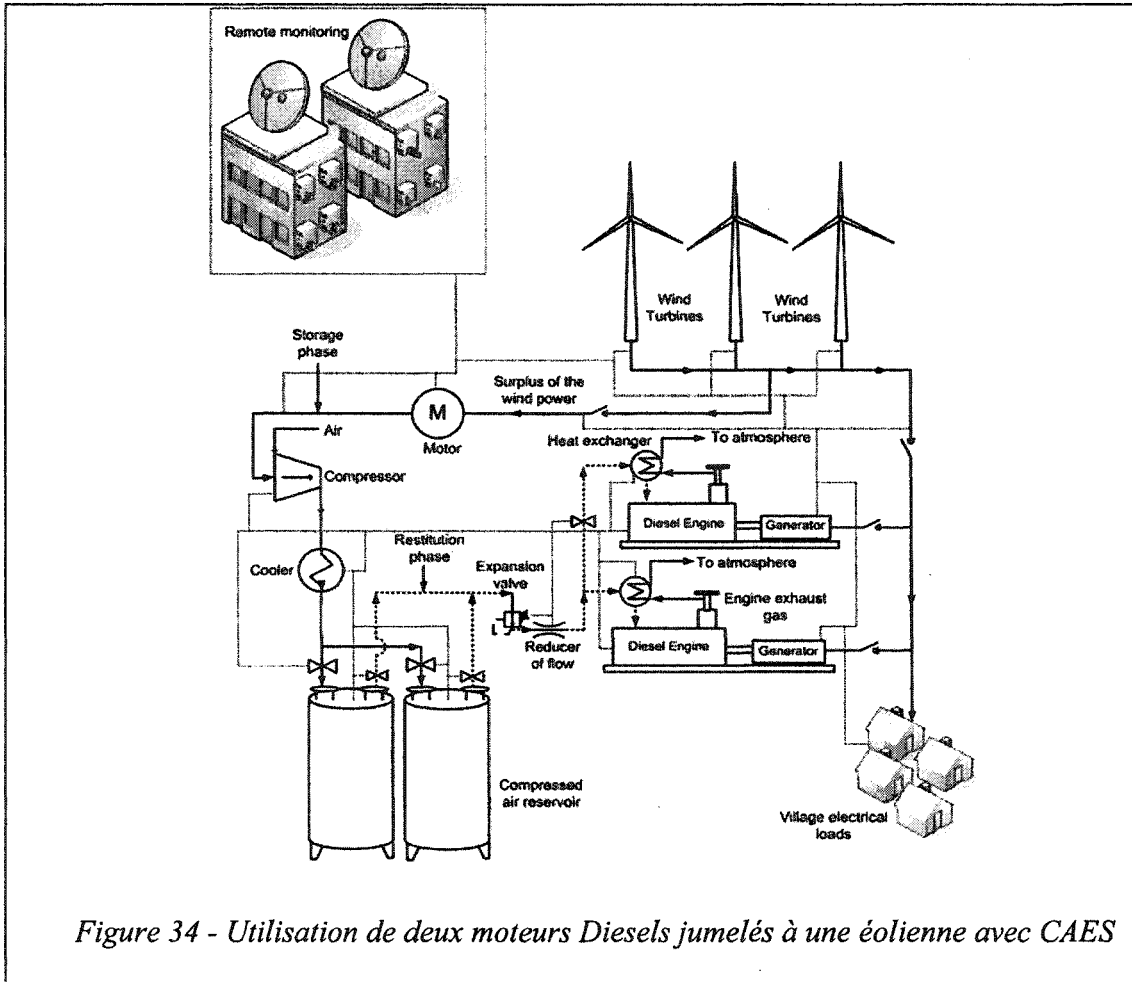 Remote monitoring
Wind
Turbines
Wind
Turbines
Storage
phase
Surplus of the
wind power
M
Motor
Air
Compressor
Heat exchanger
To atmosphere
Diesel Engine
Generator
Cooler
Restitution
phase
Expansion
valve
To atmosphere
Engine exhaust
gas
Reducer
of flow
Diesel Engine
Generator
Compressed
air reservoir
Village electrical
loads
Figure 34 - Utilisation de deux moteurs Diesels jumelés à une éolienne avec CAES